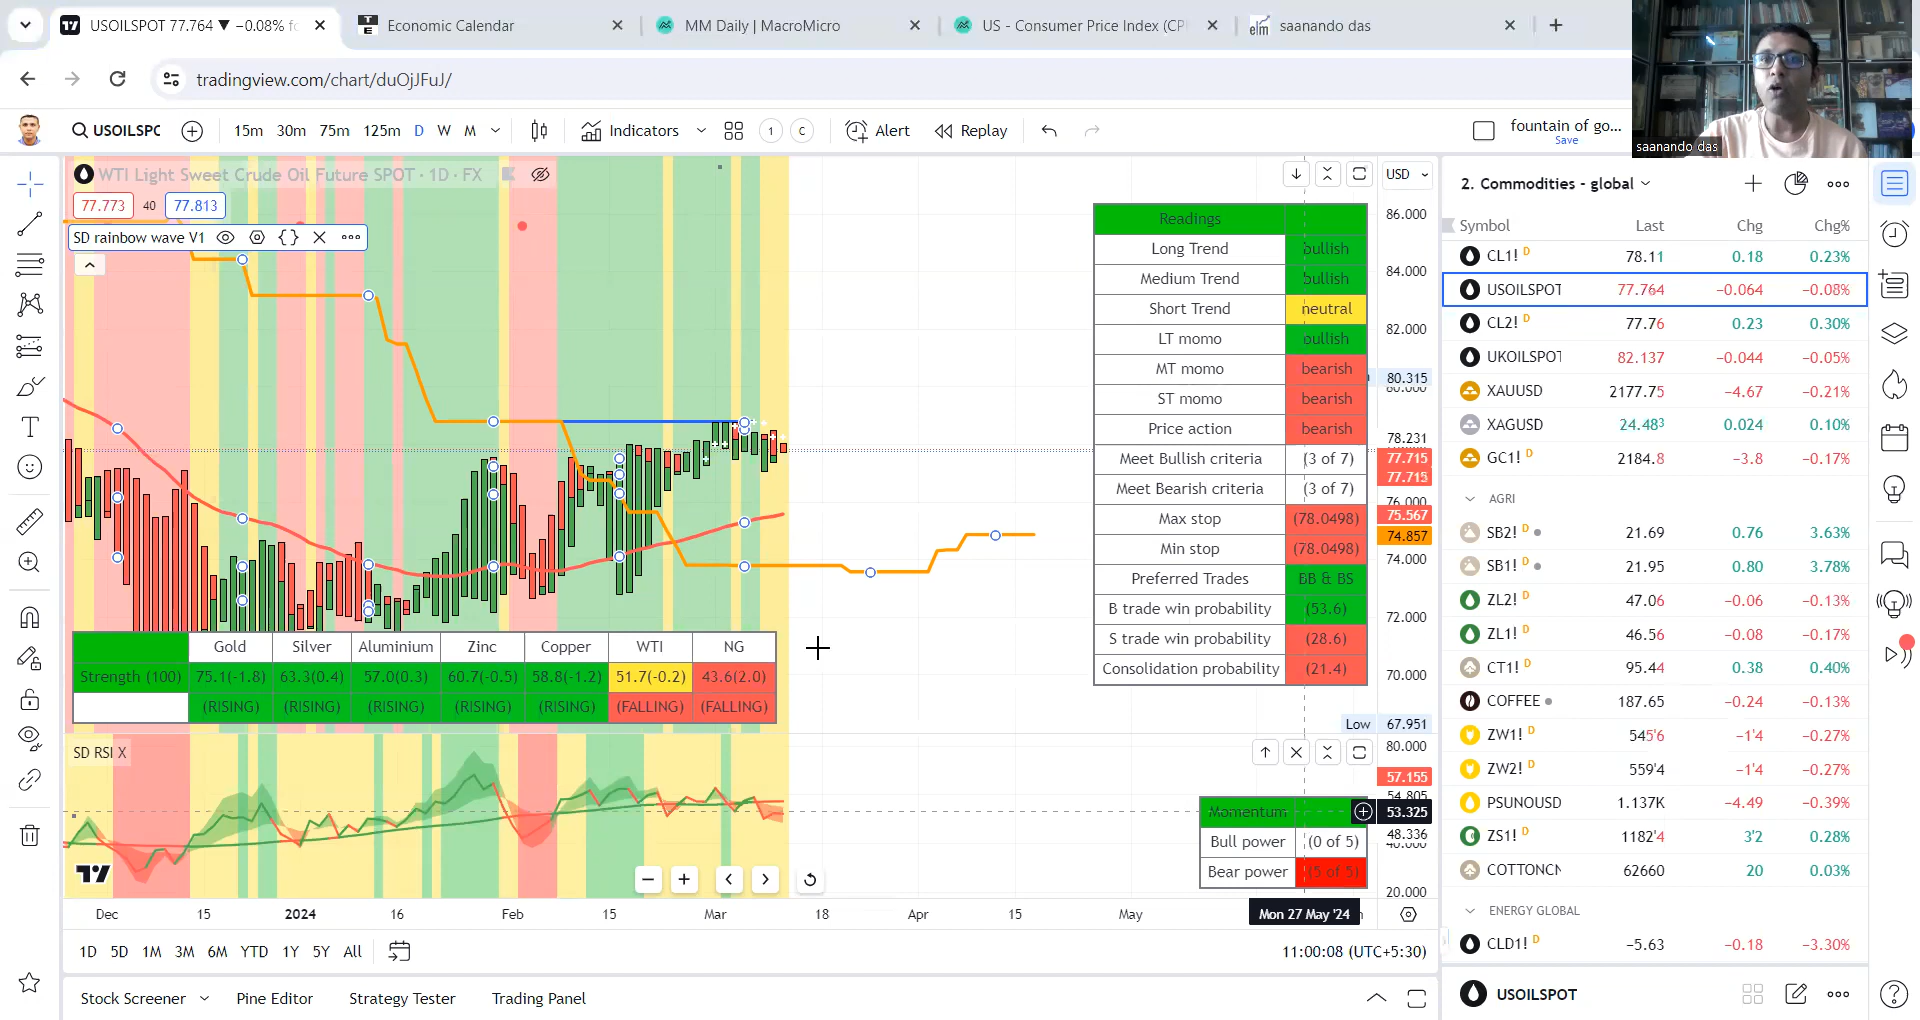 USOILSPOT 77.764 ▼ −0.08%
Economic Calendar
MM Daily | MacroMicro
US - Consumer Price Index (CP
elm saanando das
tradingview.com/chart/duOjJFuJ/
USOILSPC
15m 30m 75m 125m D W M
Indicators
1 C
Alert
Replay
fountain of go...
Save
saanando das
WTI Light Sweet Crude Oil Future SPOT · 1D · FX
77.773 40 77.813
SD rainbow wave V1
USD
Readings
Long Trend bullish
Medium Trend bullish
Short Trend neutral
LT momo bullish
MT momo bearish
ST momo bearish
Price action bearish
Meet Bullish criteria (3 of 7)
Meet Bearish criteria (3 of 7)
Max stop (78.0498)
Min stop (78.0498)
Preferred Trades BB & BS
B trade win probability (53.6)
S trade win probability (28.6)
Consolidation probability (21.4)
86.000
84.000
82.000
80.315
78.231
77.715
77.715
76.000
75.567
74.857
74.000
72.000
70.000
Low 67.951
Gold Silver Aluminium Zinc Copper WTI NG
Strength (100) 75.1(-1.8) 63.3(0.4) 57.0(0.3) 60.7(-0.5) 58.8(-1.2) 51.7(-0.2) 43.6(2.0)
(RISING) (RISING) (RISING) (RISING) (RISING) (FALLING) (FALLING)
SD RSI X
80.000
57.155
54.805
53.325
48.336
20.000
Momentum
Bull power (0 of 5)
Bear power (5 of 5)
Dec 15 2024 16 Feb 15 Mar 18 Apr 15 May Mon 27 May '24
1D 5D 1M 3M 6M YTD 1Y 5Y All
11:00:08 (UTC+5:30)
Stock Screener Pine Editor Strategy Tester Trading Panel
2. Commodities - global
Symbol Last Chg Chg%
CL1! D 78.11 0.18 0.23%
USOILSPOT 77.764 −0.064 −0.08%
CL2! D 77.76 0.23 0.30%
UKOILSPOT 82.137 −0.044 −0.05%
XAUUSD 2177.75 −4.67 −0.21%
XAGUSD 24.483 0.024 0.10%
GC1! D 2184.8 −3.8 −0.17%
AGRI
SB2! D 21.69 0.76 3.63%
SB1! D 21.95 0.80 3.78%
ZL2! D 47.06 −0.06 −0.13%
ZL1! D 46.56 −0.08 −0.17%
CT1! D 95.44 0.38 0.40%
COFFEE 187.65 −0.24 −0.13%
ZW1! D 545'6 −1'4 −0.27%
ZW2! D 559'4 −1'4 −0.27%
PSUNOUSD 1.137K −4.49 −0.39%
ZS1! D 1182'4 3'2 0.28%
COTTONCN 62660 20 0.03%
ENERGY GLOBAL
CLD1! D −5.63 −0.18 −3.30%
USOILSPOT